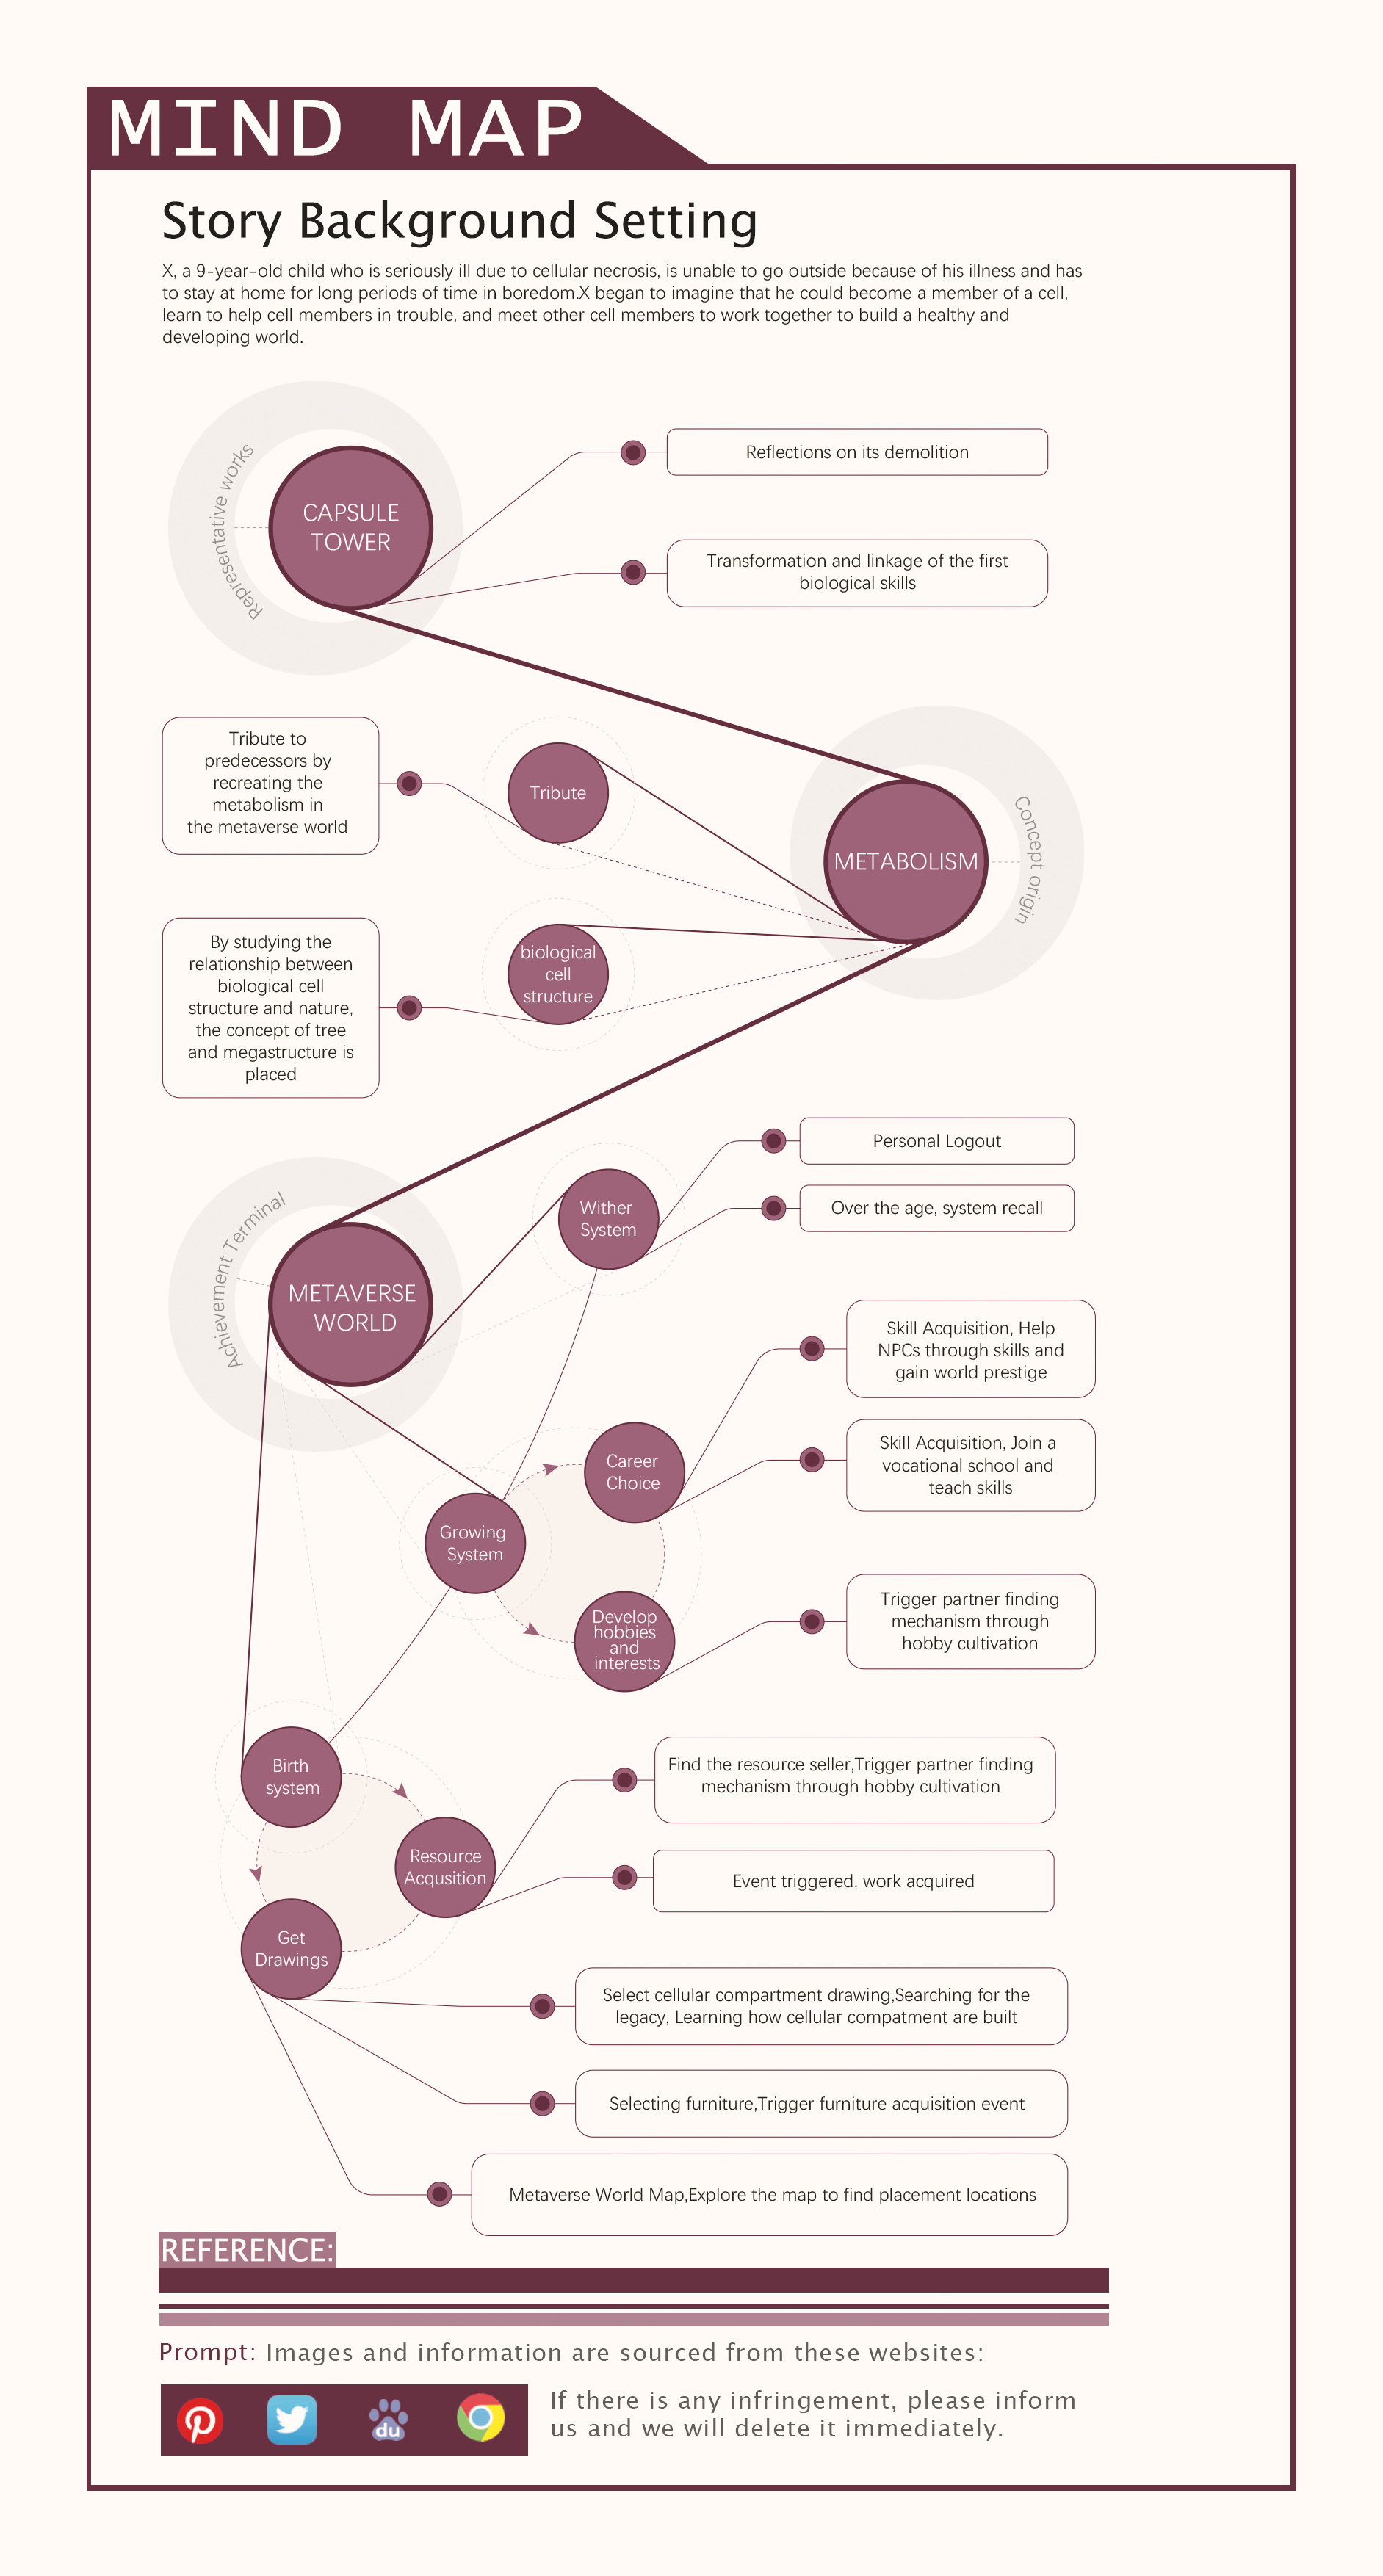 MIND MAP
Story Background Setting
X, a 9-year-old child who is seriously ill due to cellular necrosis, is unable to go outside because of his illness and has
to stay at home for long periods of time in boredom.X began to imagine that he could become a member of a cell,
learn to help cell members in trouble, and meet other cell members to work together to build a healthy and
developing world.
Representative works
CAPSULE
TOWER
Reflections on its demolition
Transformation and linkage of the first
biological skills
Tribute to
predecessors by
recreating the
metabolism in
the metaverse world
Tribute
METABOLISM
Concept origin
By studying the
relationship between
biological cell
structure and nature,
the concept of tree
and megastructure is
placed
biological
cell
structure
Achievement Terminal
METAVERSE
WORLD
Wither
System
Personal Logout
Over the age, system recall
Growing
System
Career
Choice
Skill Acquisition, Help
NPCs through skills and
gain world prestige
Skill Acquisition, Join a
vocational school and
teach skills
Develop
hobbies
and
interests
Trigger partner finding
mechanism through
hobby cultivation
Birth
system
Resource
Acqusition
Find the resource seller,Trigger partner finding
mechanism through hobby cultivation
Event triggered, work acquired
Get
Drawings
Select cellular compartment drawing,Searching for the
legacy, Learning how cellular compatment are built
Selecting furniture,Trigger furniture acquisition event
Metaverse World Map,Explore the map to find placement locations
REFERENCE:
Prompt: Images and information are sourced from these websites:
du
If there is any infringement, please inform
us and we will delete it immediately.